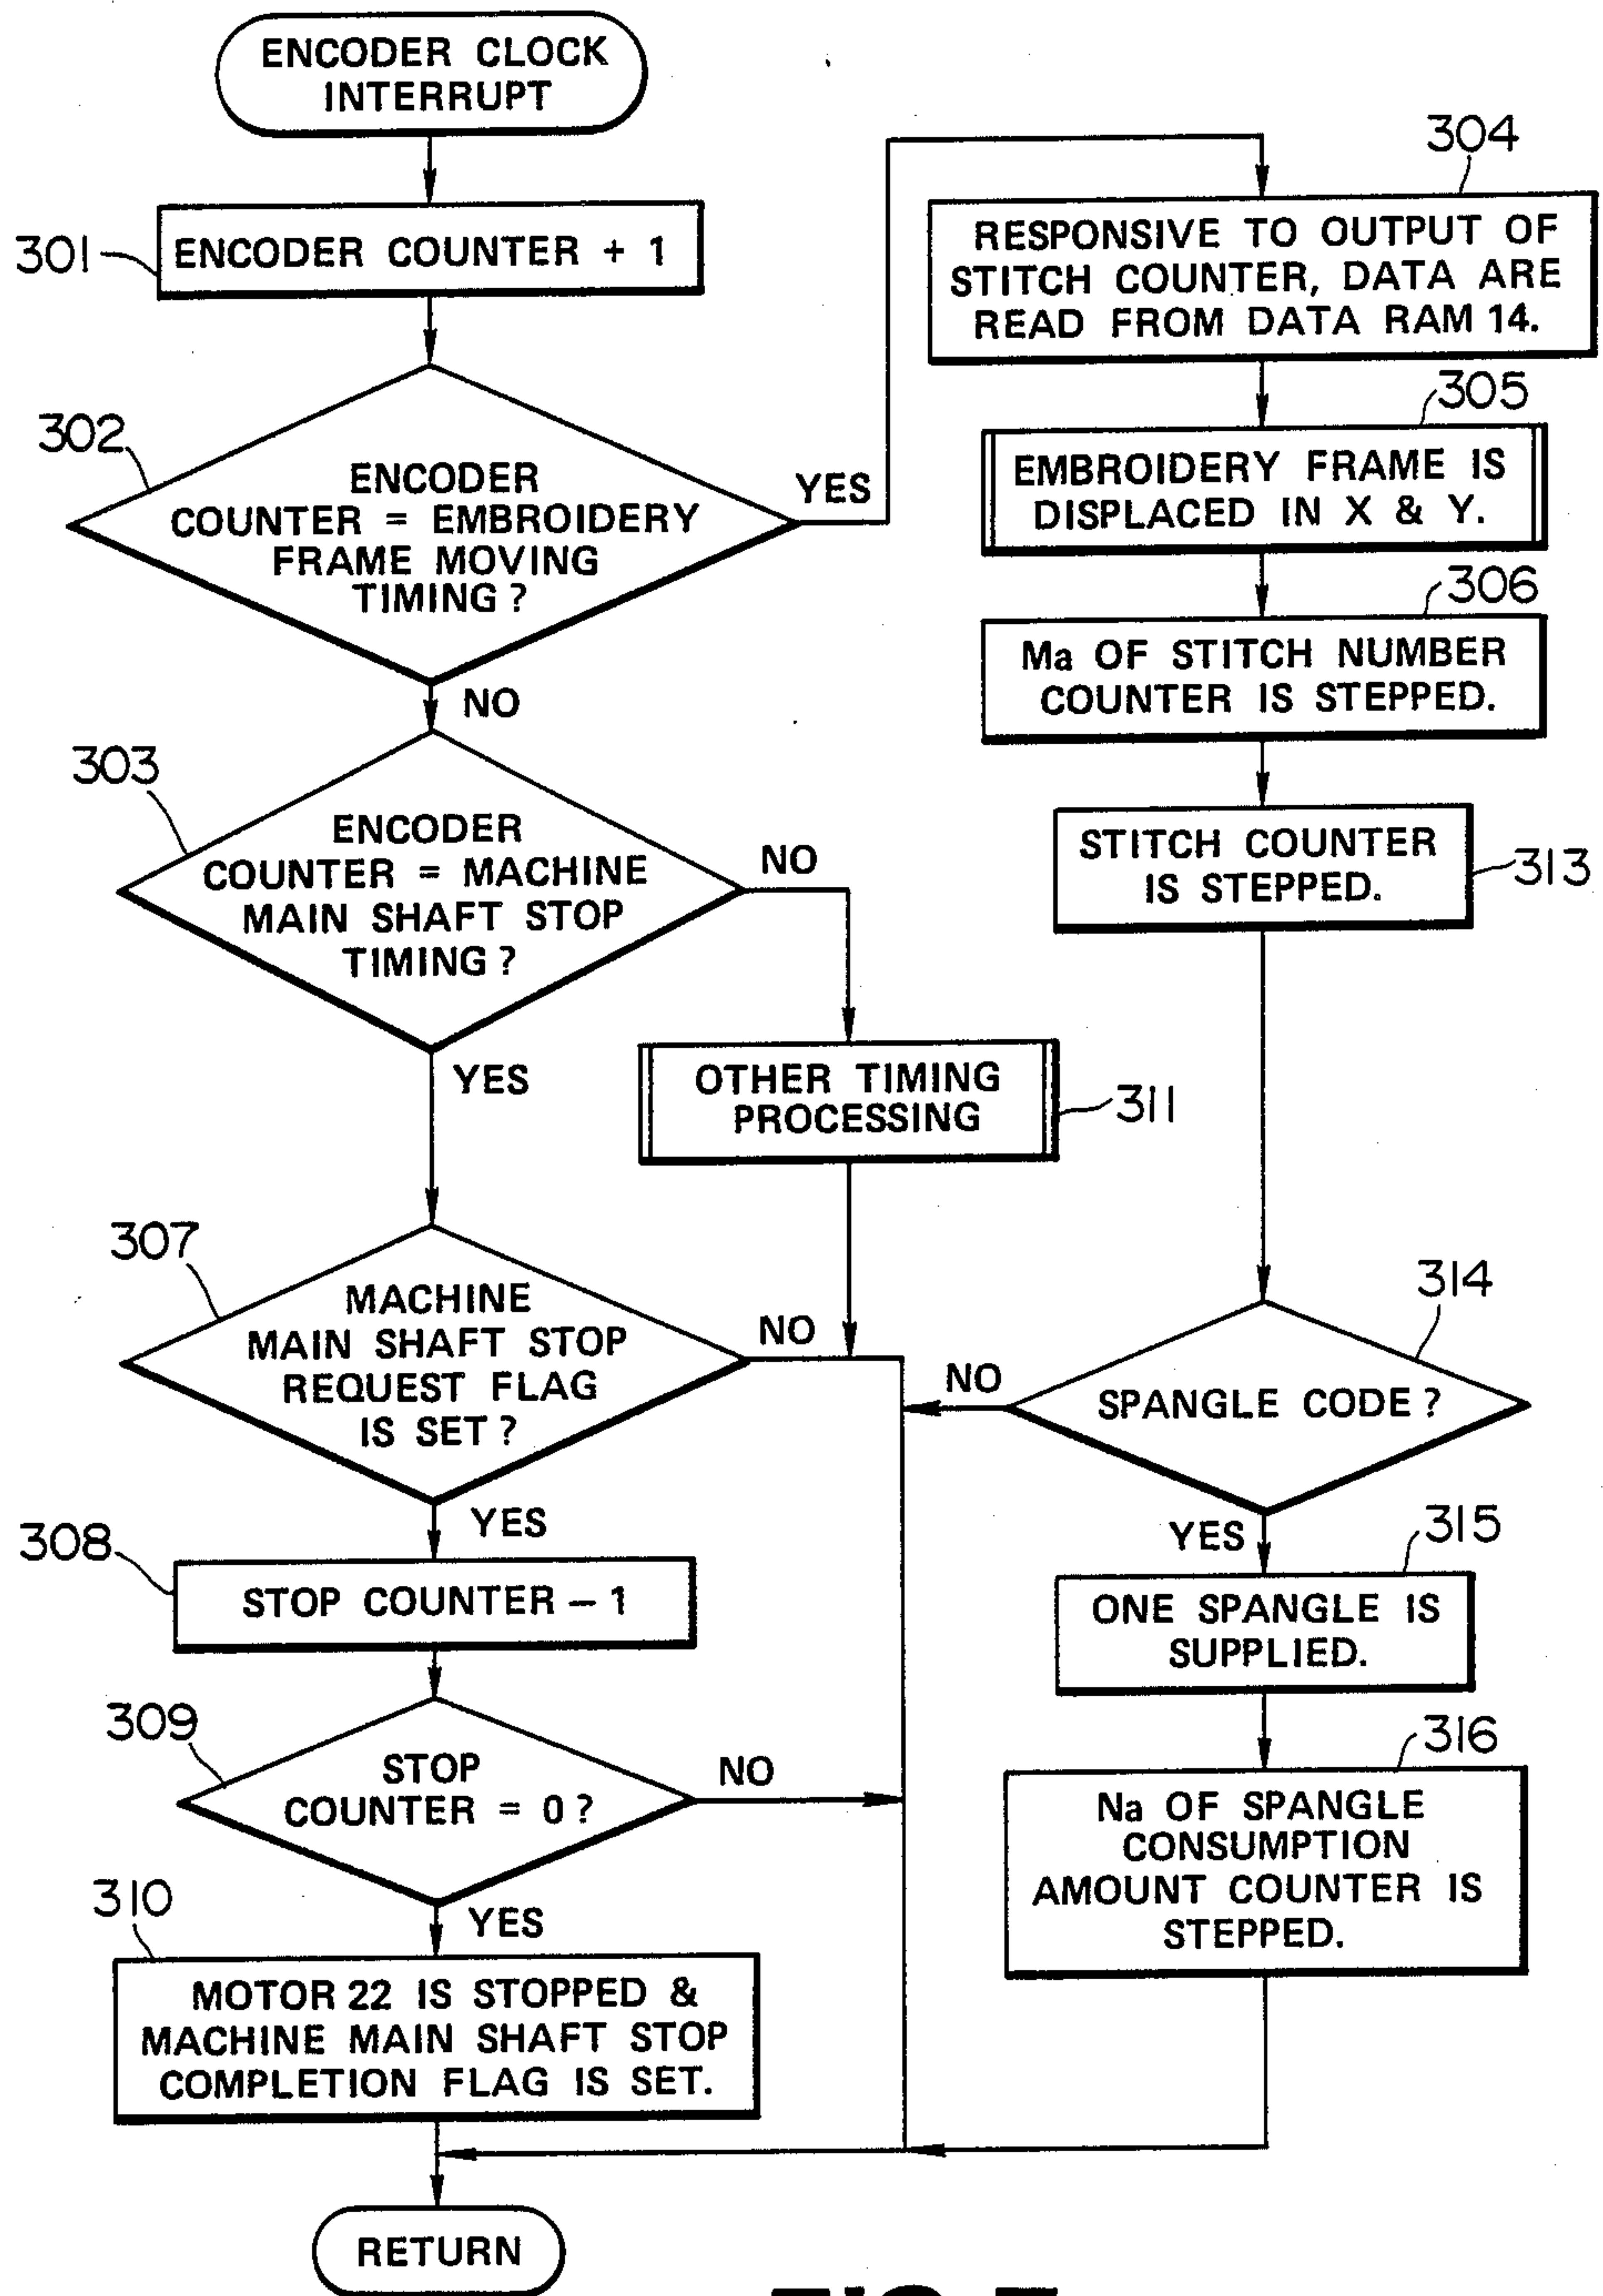 ENCODER CLOCK
INTERRUPT
301
ENCODER COUNTER + 1
302
ENCODER
COUNTER = EMBROIDERY
FRAME MOVING
TIMING ?
YES
NO
304
RESPONSIVE TO OUTPUT OF
STITCH COUNTER, DATA ARE
READ FROM DATA RAM 14.
305
EMBROIDERY FRAME IS
DISPLACED IN X & Y.
306
Ma OF STITCH NUMBER
COUNTER IS STEPPED.
STITCH COUNTER
IS STEPPED.
313
303
ENCODER
COUNTER = MACHINE
MAIN SHAFT STOP
TIMING ?
NO
YES
OTHER TIMING
PROCESSING
311
307
MACHINE
MAIN SHAFT STOP
REQUEST FLAG
IS SET ?
NO
YES
314
SPANGLE CODE ?
NO
YES
315
ONE SPANGLE IS
SUPPLIED.
316
Na OF SPANGLE
CONSUMPTION
AMOUNT COUNTER IS
STEPPED.
308
STOP COUNTER – 1
309
STOP
COUNTER = 0 ?
NO
YES
310
MOTOR 22 IS STOPPED &
MACHINE MAIN SHAFT STOP
COMPLETION FLAG IS SET.
RETURN